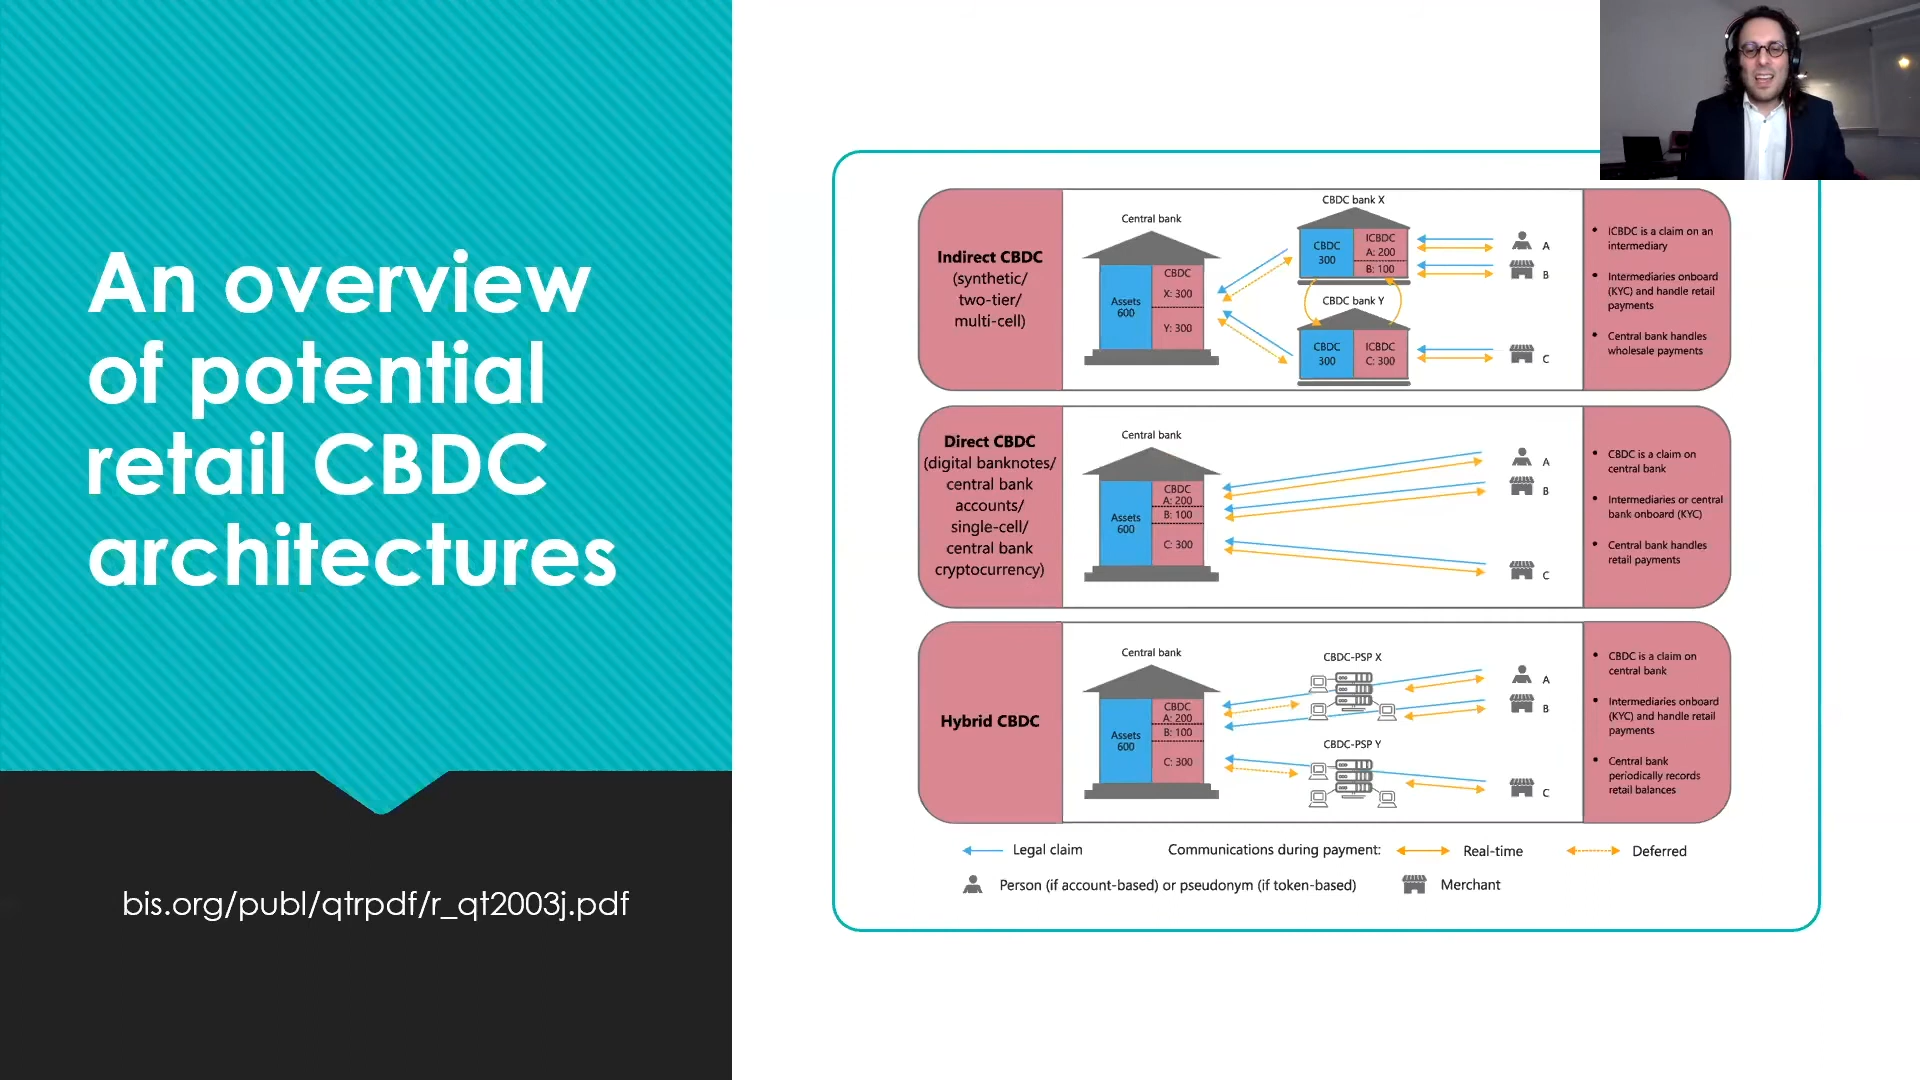 An overview
of potential
retail CBDC
architectures
bis.org/publ/qtrpdf/r_qt2003j.pdf
Indirect CBDC
(synthetic/
two-tier/
multi-cell)
Central bank
Assets
600
CBDC
X: 300
Y: 300
CBDC bank X
CBDC
300
ICBDC
A: 200
B: 100
CBDC bank Y
CBDC
300
ICBDC
C: 300
A
B
C
• ICBDC is a claim on an
intermediary
• Intermediaries onboard
(KYC) and handle retail
payments
• Central bank handles
wholesale payments
Direct CBDC
(digital banknotes/
central bank
accounts/
single-cell/
central bank
cryptocurrency)
Central bank
Assets
600
CBDC
A: 200
B: 100
C: 300
A
B
C
• CBDC is a claim on
central bank
• Intermediaries or central
bank onboard (KYC)
• Central bank handles
retail payments
Hybrid CBDC
Central bank
Assets
600
CBDC
A: 200
B: 100
C: 300
CBDC-PSP X
CBDC-PSP Y
A
B
C
• CBDC is a claim on
central bank
• Intermediaries onboard
(KYC) and handle retail
payments
• Central bank
periodically records
retail balances
Legal claim
Communications during payment:
Real-time
Deferred
Person (if account-based) or pseudonym (if token-based)
Merchant